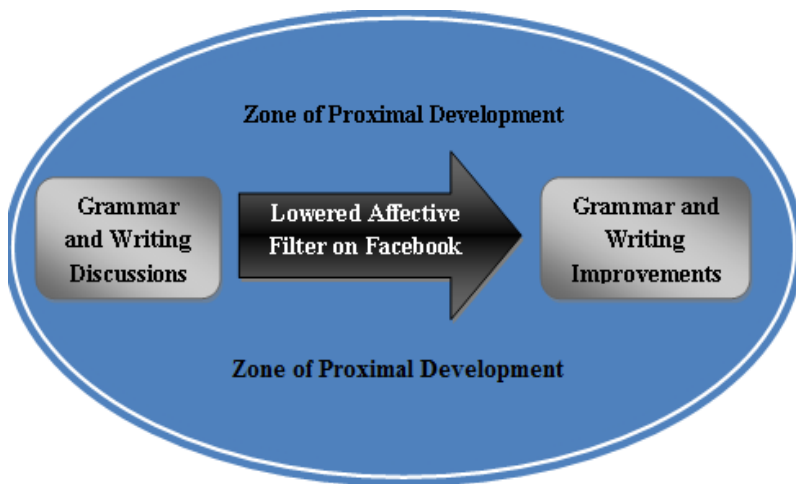 Zone of Proximal Development
Grammar
and Writing
Discussions
Lowered Affective
Filter on Facebook
Grammar and
Writing
Improvements
Zone of Proximal Development